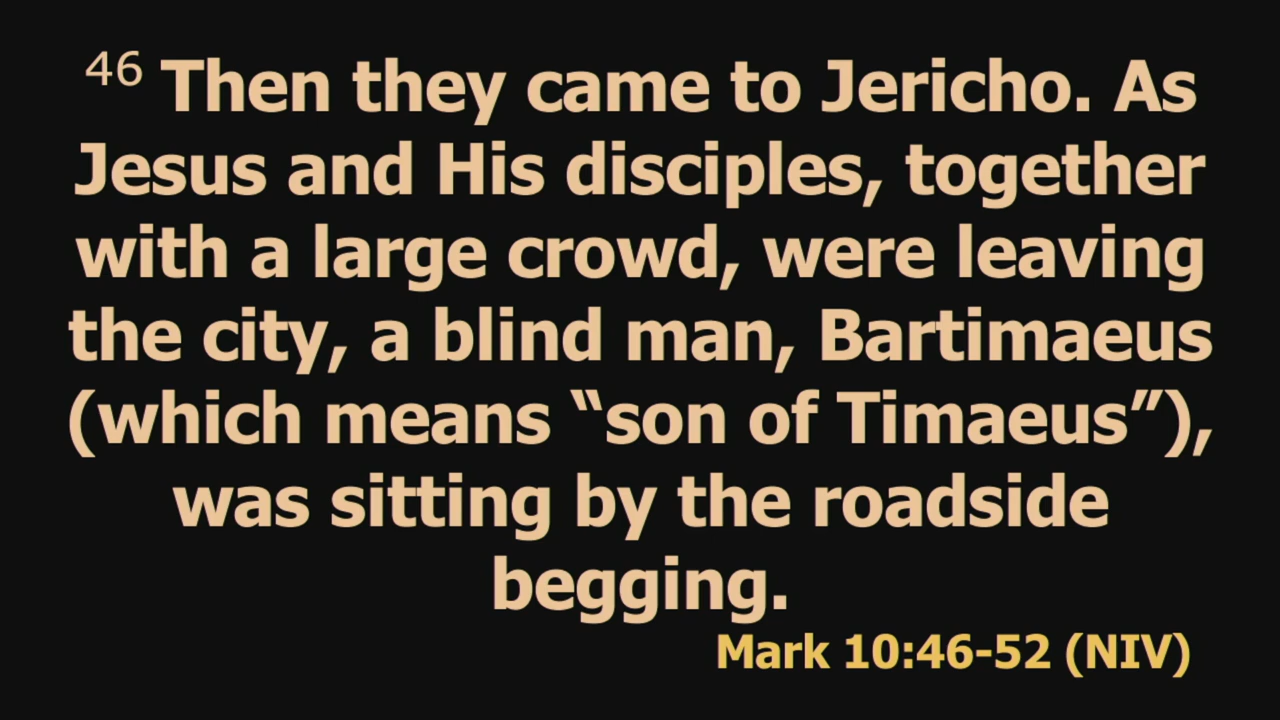 46 Then they came to Jericho. As
Jesus and His disciples, together
with a large crowd, were leaving
the city, a blind man, Bartimaeus
(which means “son of Timaeus”),
was sitting by the roadside
begging.
Mark 10:46-52 (NIV)